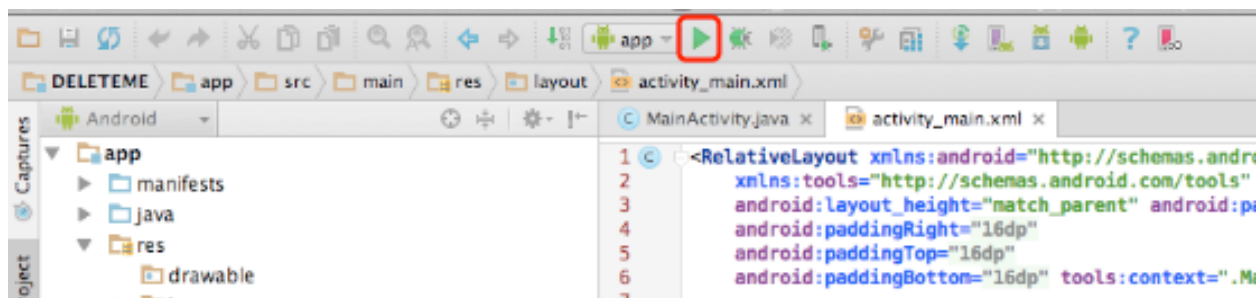 app
DELETEME app src main res layout activity_main.xml
Captures
Android
MainActivity.java
activity_main.xml
app
manifests
java
res
drawable
1 <RelativeLayout xmlns:android="http://schemas.andr
2 xmlns:tools="http://schemas.android.com/tools"
3 android:layout_height="match_parent" android:pa
4 android:paddingRight="16dp"
5 android:paddingTop="16dp"
6 android:paddingBottom="16dp" tools:context=".Ma
oject